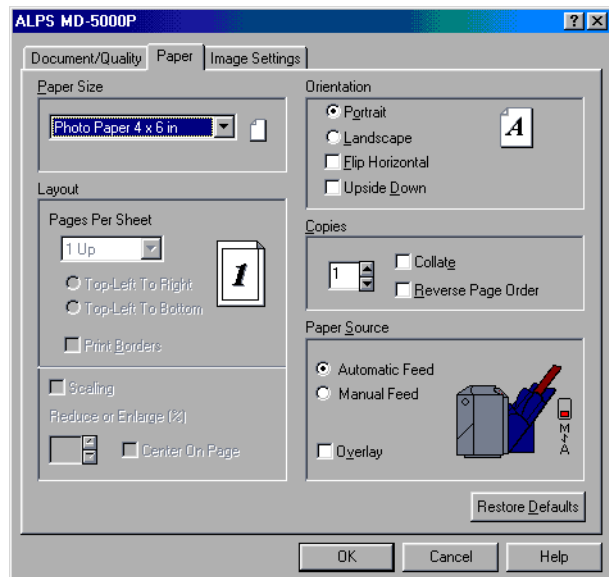 ALPS MD-5000P
Document/Quality Paper Image Settings
Paper Size
Photo Paper 4 x 6 in
Layout
Pages Per Sheet
1 Up
1
Top-Left To Right
Top-Left To Bottom
Print Borders
Scaling
Reduce or Enlarge (%)
Center On Page
Orientation
Portrait
Landscape
Flip Horizontal
Upside Down
A
Copies
1
Collate
Reverse Page Order
Paper Source
Automatic Feed
Manual Feed
Overlay
M
A
Restore Defaults
OK Cancel Help